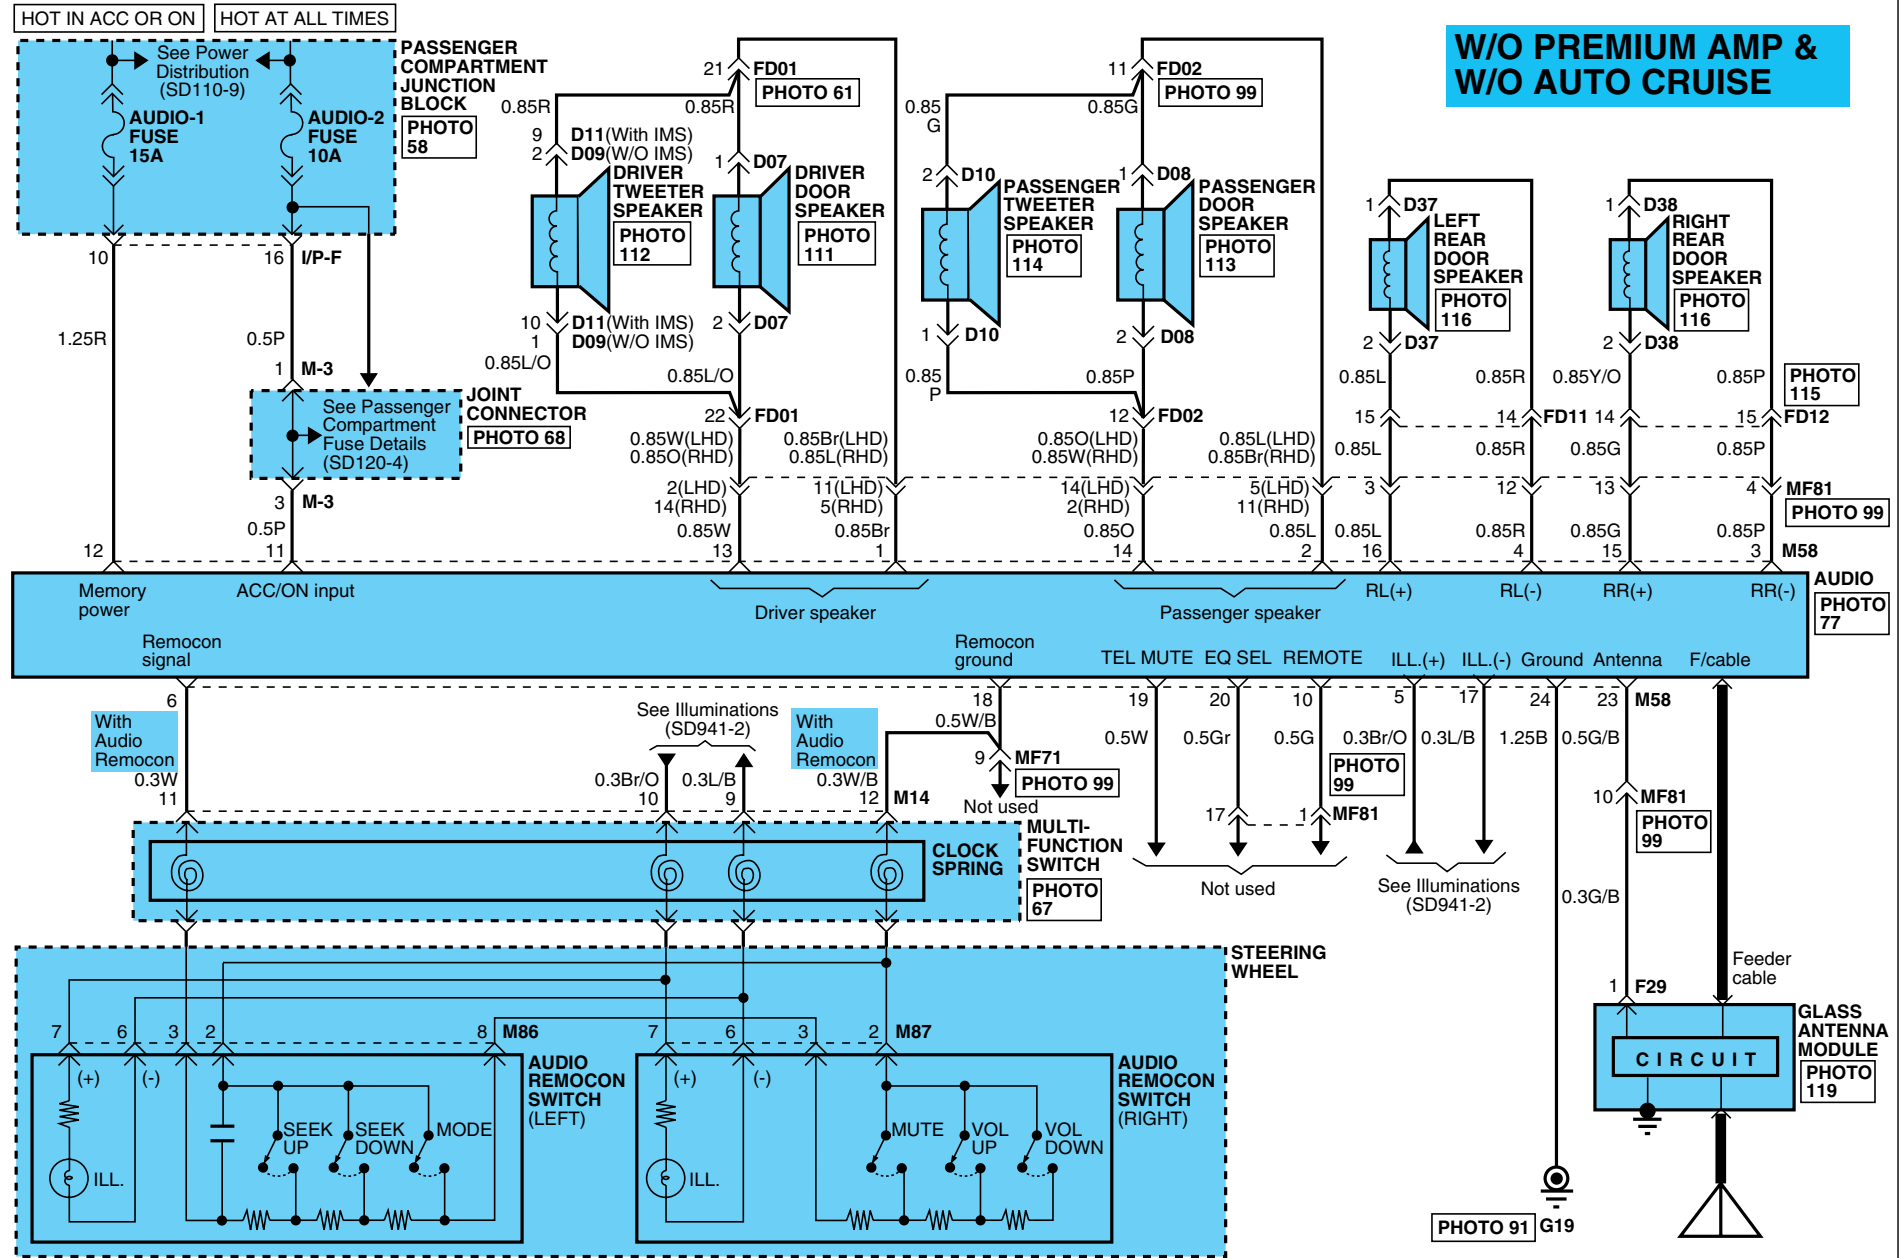 HOT IN ACC OR ON
HOT AT ALL TIMES
W/O PREMIUM AMP &
W/O AUTO CRUISE
See Power
Distribution
(SD110-9)
PASSENGER
COMPARTMENT
JUNCTION
BLOCK
PHOTO
58
AUDIO-1
FUSE
15A
AUDIO-2
FUSE
10A
10
16
I/P-F
1.25R
0.5P
1
M-3
See Passenger
Compartment
Fuse Details
(SD120-4)
JOINT
CONNECTOR
PHOTO 68
3
M-3
0.5P
12
11
21
FD01
PHOTO 61
0.85R
0.85R
9
D11(With IMS)
2
D09(W/O IMS)
1
D07
DRIVER
TWEETER
SPEAKER
PHOTO
112
DRIVER
DOOR
SPEAKER
PHOTO
111
10
D11(With IMS)
1
D09(W/O IMS)
2
D07
0.85L/O
0.85L/O
22
FD01
0.85W(LHD)
0.85O(RHD)
0.85Br(LHD)
0.85L(RHD)
2(LHD)
14(RHD)
11(LHD)
5(RHD)
0.85W
0.85Br
13
1
11
FD02
PHOTO 99
0.85
G
0.85G
2
D10
1
D08
PASSENGER
TWEETER
SPEAKER
PHOTO
114
PASSENGER
DOOR
SPEAKER
PHOTO
113
1
D10
2
D08
0.85
P
0.85P
12
FD02
0.85O(LHD)
0.85W(RHD)
0.85L(LHD)
0.85Br(RHD)
14(LHD)
2(RHD)
5(LHD)
11(RHD)
0.85O
0.85L
14
2
1
D37
LEFT
REAR
DOOR
SPEAKER
PHOTO
116
2
D37
1
D38
RIGHT
REAR
DOOR
SPEAKER
PHOTO
116
2
D38
0.85L
0.85R
0.85Y/O
0.85P
PHOTO
115
15
14
FD11
14
15
FD12
0.85L
0.85R
0.85G
0.85P
3
12
13
4
MF81
PHOTO 99
0.85L
0.85R
0.85G
0.85P
16
4
15
3
M58
AUDIO
PHOTO
77
Memory
power
ACC/ON input
Driver speaker
Passenger speaker
RL(+)
RL(-)
RR(+)
RR(-)
Remocon
signal
Remocon
ground
TEL MUTE
EQ SEL
REMOTE
ILL.(+)
ILL.(-)
Ground
Antenna
F/cable
6
18
19
20
10
5
17
24
23
M58
With
Audio
Remocon
0.3W
11
See Illuminations
(SD941-2)
0.3Br/O
0.3L/B
10
9
With
Audio
Remocon
0.3W/B
12
M14
0.5W/B
9
MF71
PHOTO 99
Not used
0.5W
0.5Gr
0.5G
0.3Br/O
0.3L/B
1.25B
0.5G/B
PHOTO
99
17
1
MF81
Not used
See Illuminations
(SD941-2)
10
MF81
PHOTO
99
0.3G/B
CLOCK
SPRING
MULTI-
FUNCTION
SWITCH
PHOTO
67
STEERING
WHEEL
7
6
3
2
8
M86
7
6
3
2
M87
(+)
(-)
AUDIO
REMOCON
SWITCH
(LEFT)
SEEK
UP
SEEK
DOWN
MODE
ILL.
(+)
(-)
AUDIO
REMOCON
SWITCH
(RIGHT)
MUTE
VOL
UP
VOL
DOWN
ILL.
Feeder
cable
1
F29
GLASS
ANTENNA
MODULE
PHOTO
119
CIRCUIT
PHOTO 91
G19